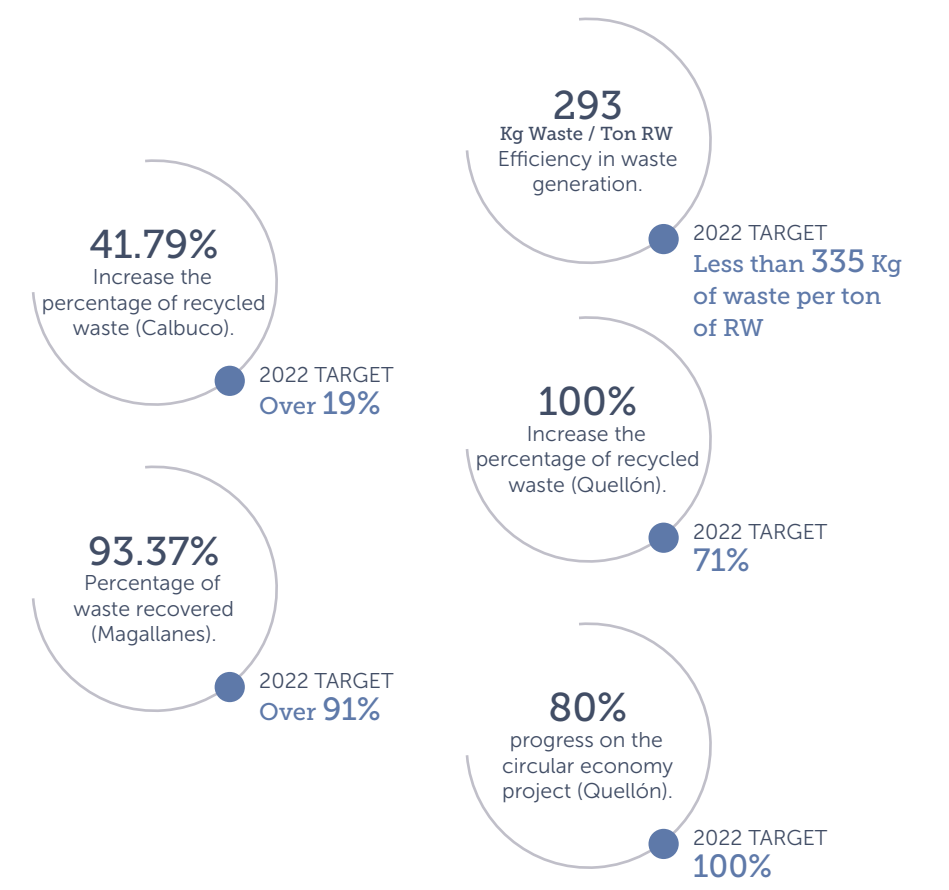 41.79%
Increase the
percentage of recycled
waste (Calbuco).
2022 TARGET
Over 19%
93.37%
Percentage of
waste recovered
(Magallanes).
2022 TARGET
Over 91%
293
Kg Waste / Ton RW
Efficiency in waste
generation.
2022 TARGET
Less than 335 Kg
of waste per ton
of RW
100%
Increase the
percentage of recycled
waste (Quellón).
2022 TARGET
71%
80%
progress on the
circular economy
project (Quellón).
2022 TARGET
100%